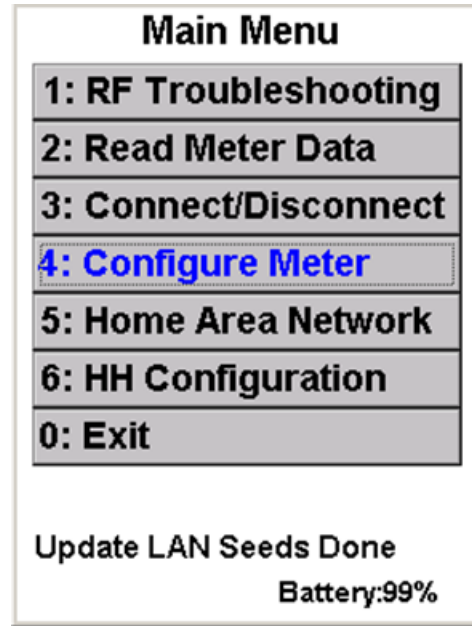 Main Menu
1: RF Troubleshooting
2: Read Meter Data
3: Connect/Disconnect
4: Configure Meter
5: Home Area Network
6: HH Configuration
0: Exit
Update LAN Seeds Done
Battery:99%